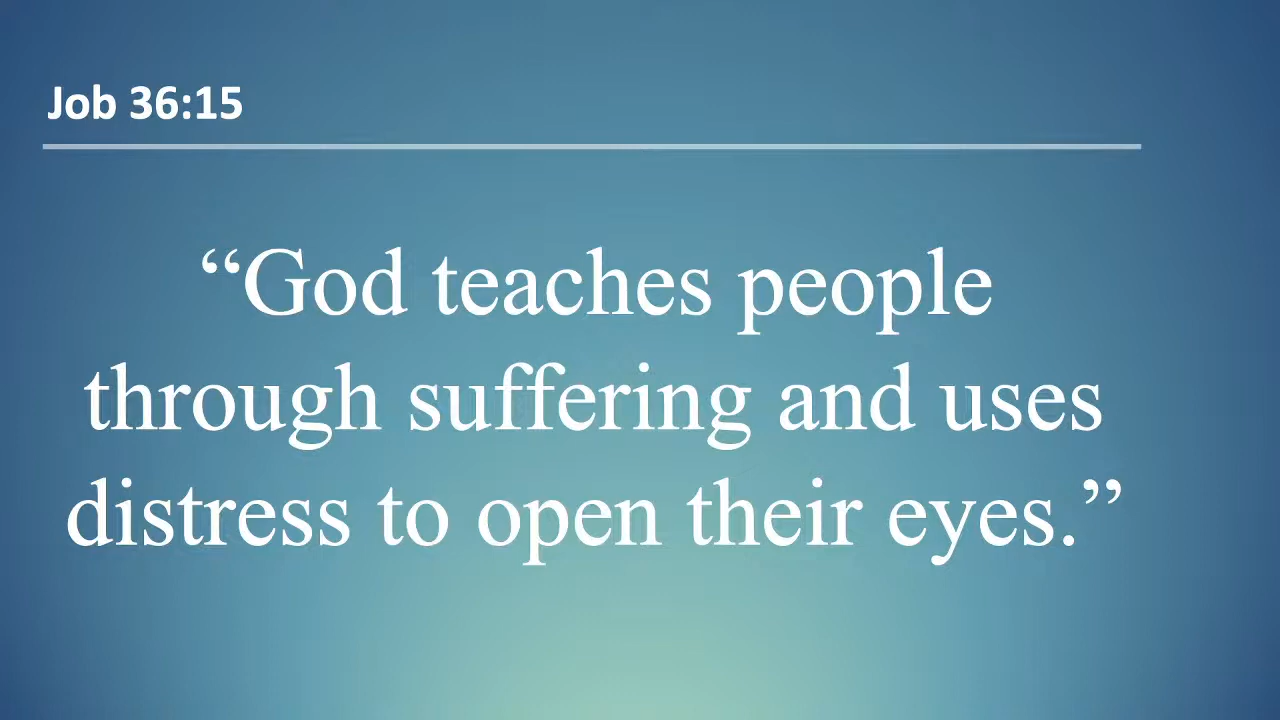 Job 36:15
“God teaches people
through suffering and uses
distress to open their eyes.”